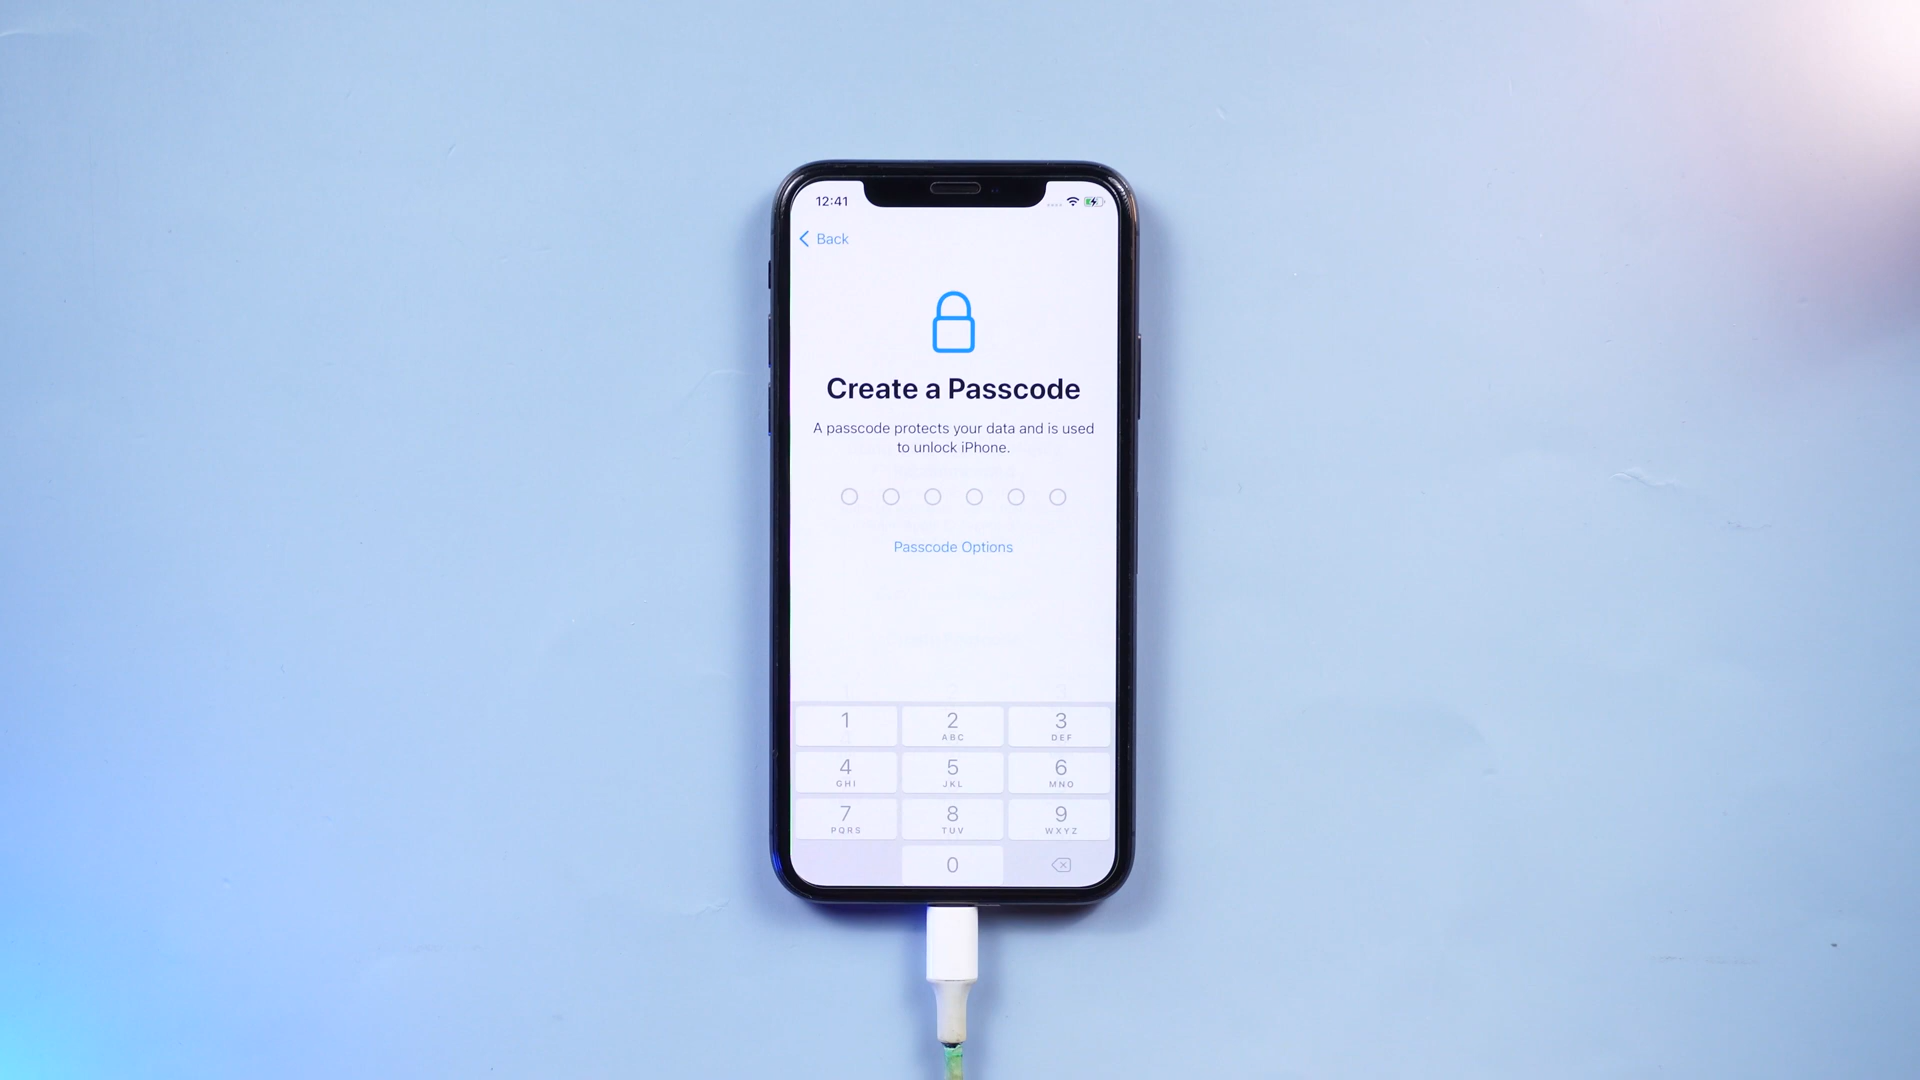 12:41
Back
Create a Passcode
A passcode protects your data and is used
to unlock iPhone.
Passcode Options
1 2 3
ABC DEF
4 5 6
GHI JKL MNO
7 8 9
PQRS TUV WXYZ
0